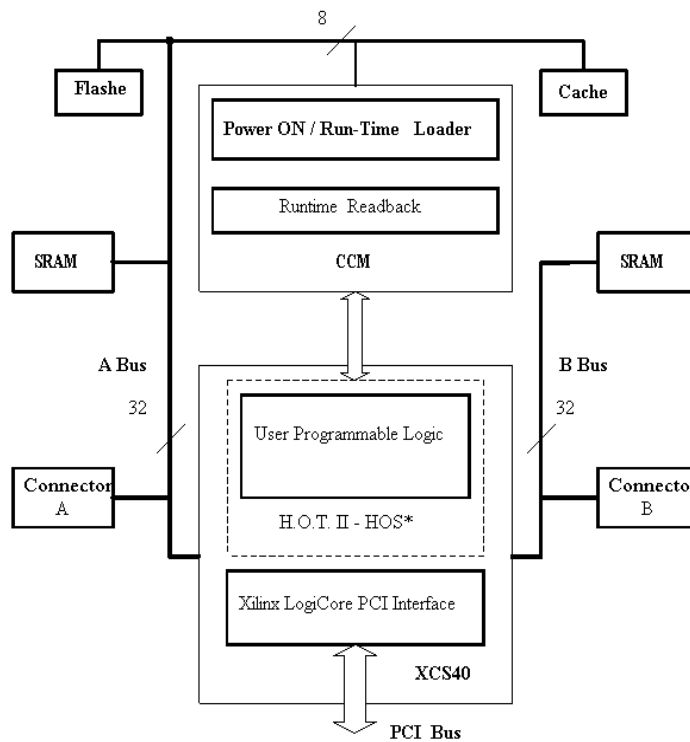 8
Flashe
Cache
Power ON / Run-Time Loader
Runtime Readback
CCM
SRAM
SRAM
A Bus
B Bus
32
32
User Programmable Logic
Connector
A
Connecto
B
H.O.T. II - HOS*
Xilinx LogiCore PCI Interface
XCS40
PCI Bus